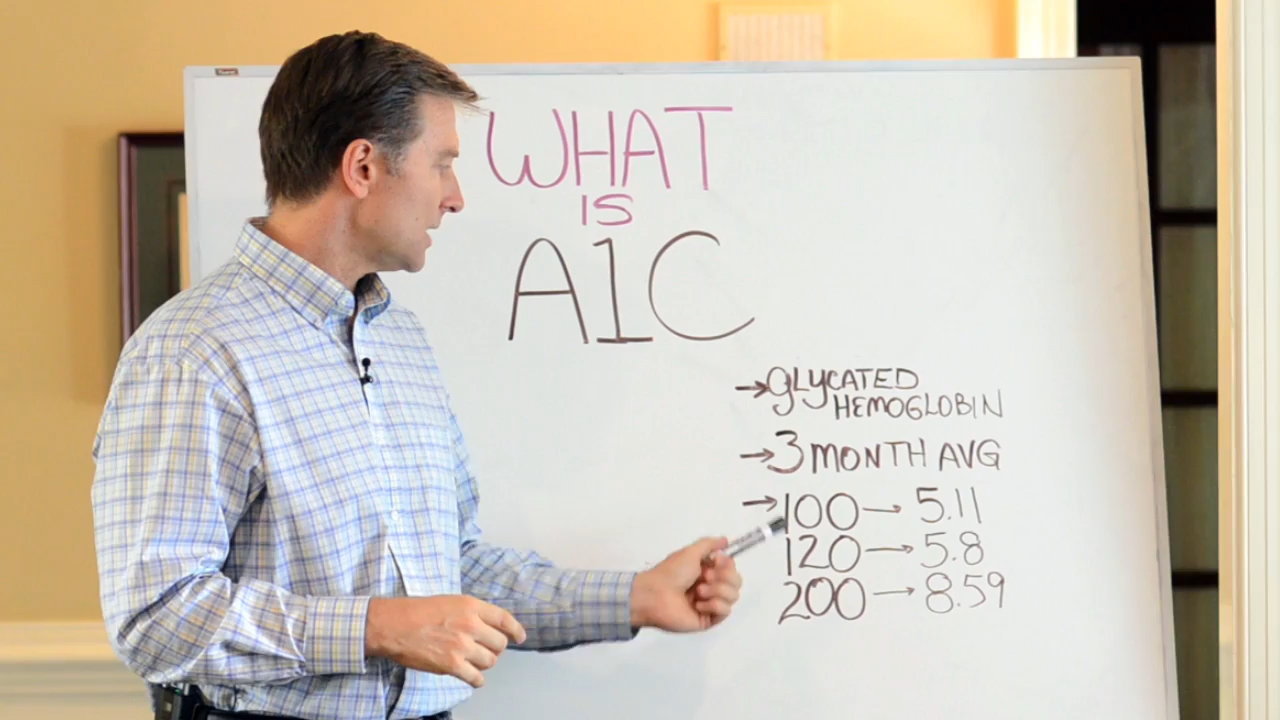 WHAT
IS
A1C
→ GLYCATED
HEMOGLOBIN
→ 3 MONTH AVG
→ 100 → 5.11
120 → 5.8
200 → 8.59